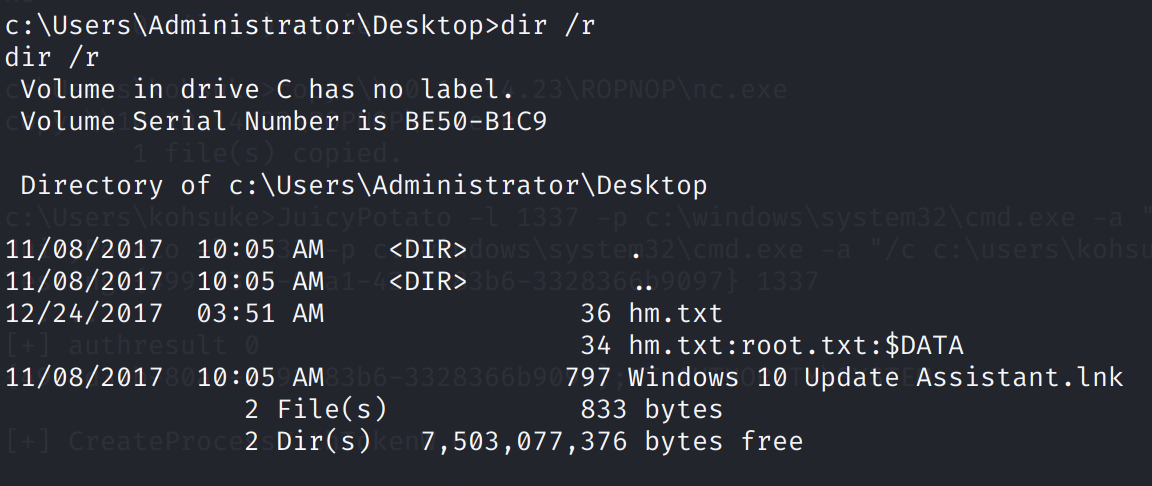 c:\Users\Administrator\Desktop>dir /r
dir /r
 Volume in drive C has no label.
 Volume Serial Number is BE50-B1C9

 Directory of c:\Users\Administrator\Desktop

11/08/2017  10:05 AM    <DIR>          .
11/08/2017  10:05 AM    <DIR>          ..
12/24/2017  03:51 AM                36 hm.txt
                                    34 hm.txt:root.txt:$DATA
11/08/2017  10:05 AM               797 Windows 10 Update Assistant.lnk
               2 File(s)            833 bytes
               2 Dir(s)   7,503,077,376 bytes free